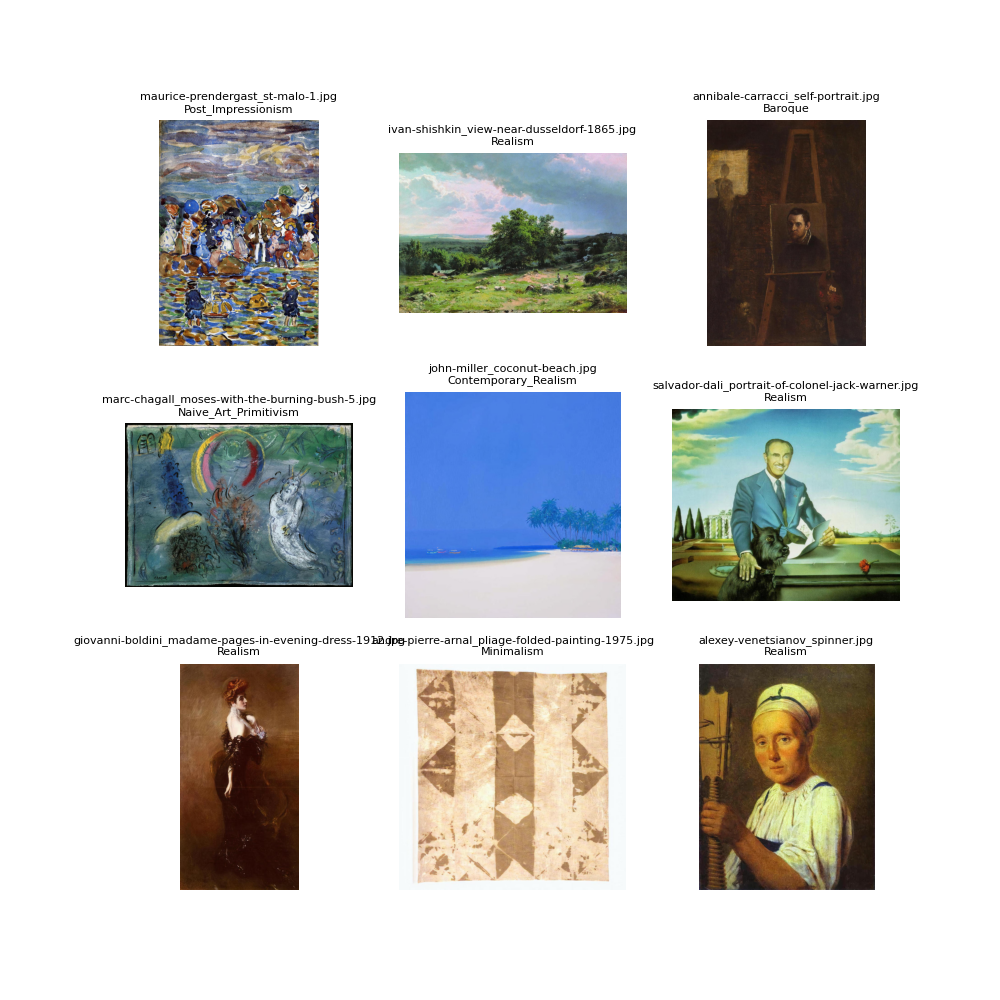 maurice-prendergast_st-malo-1.jpg
Post_Impressionism
ivan-shishkin_view-near-dusseldorf-1865.jpg
Realism
annibale-carracci_self-portrait.jpg
Baroque
marc-chagall_moses-with-the-burning-bush-5.jpg
Naive_Art_Primitivism
john-miller_coconut-beach.jpg
Contemporary_Realism
salvador-dali_portrait-of-colonel-jack-warner.jpg
Realism
giovanni-boldini_madame-pages-in-evening-dress-1912.jpg
Realism
andre-pierre-arnal_pliage-folded-painting-1975.jpg
Minimalism
alexey-venetsianov_spinner.jpg
Realism